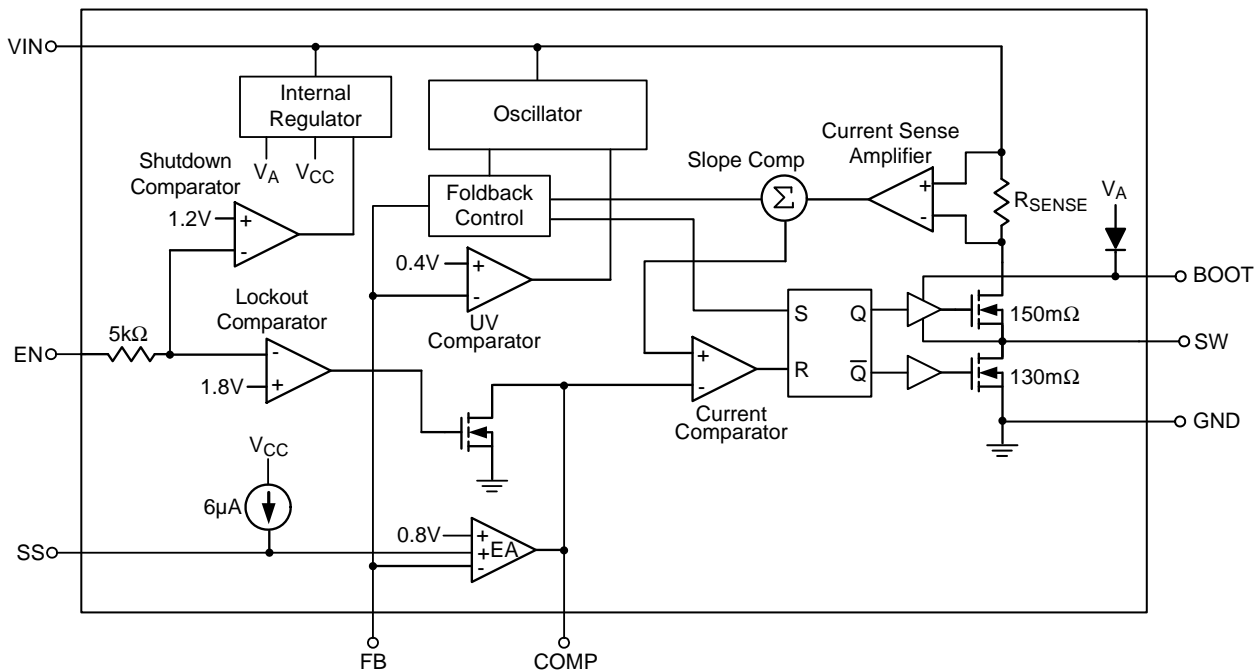 VIN
Internal
Regulator
Oscillator
Shutdown
Comparator
VA
VCC
Foldback
Control
Slope Comp
Σ
Current Sense
Amplifier
+
-
RSENSE
VA
1.2V
+
-
0.4V
+
-
UV
Comparator
BOOT
Lockout
Comparator
S
Q
150mΩ
5kΩ
EN
-
+
1.8V
SW
+
-
R
Q̅
130mΩ
Current
Comparator
GND
VCC
6μA
0.8V
+
+
-
EA
SS
FB
COMP